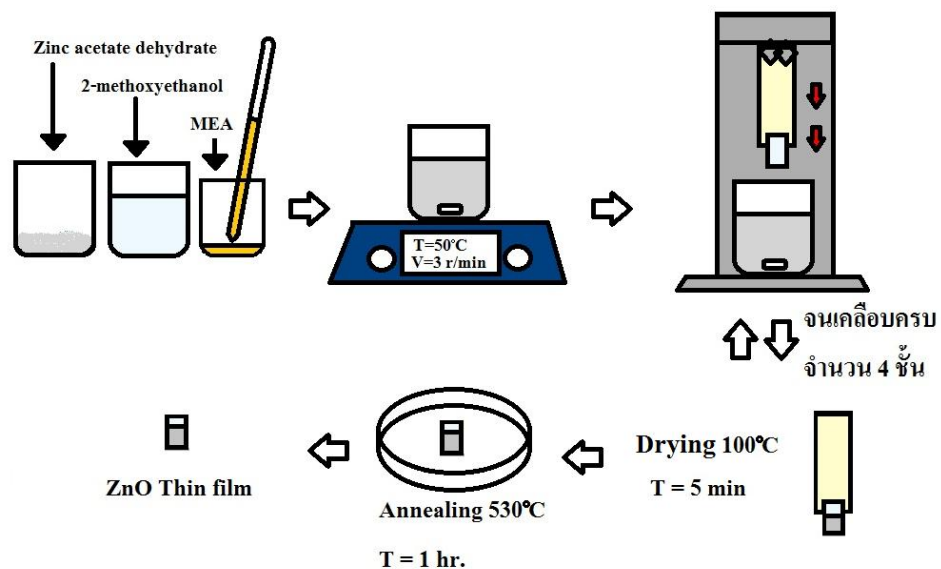 Zinc acetate dehydrate
2-methoxyethanol
MEA
T=50°C
V=3 r/min
จนเคลือบครบ
จำนวน 4 ชั้น
Drying 100°C
T = 5 min
Annealing 530°C
T = 1 hr.
ZnO Thin film